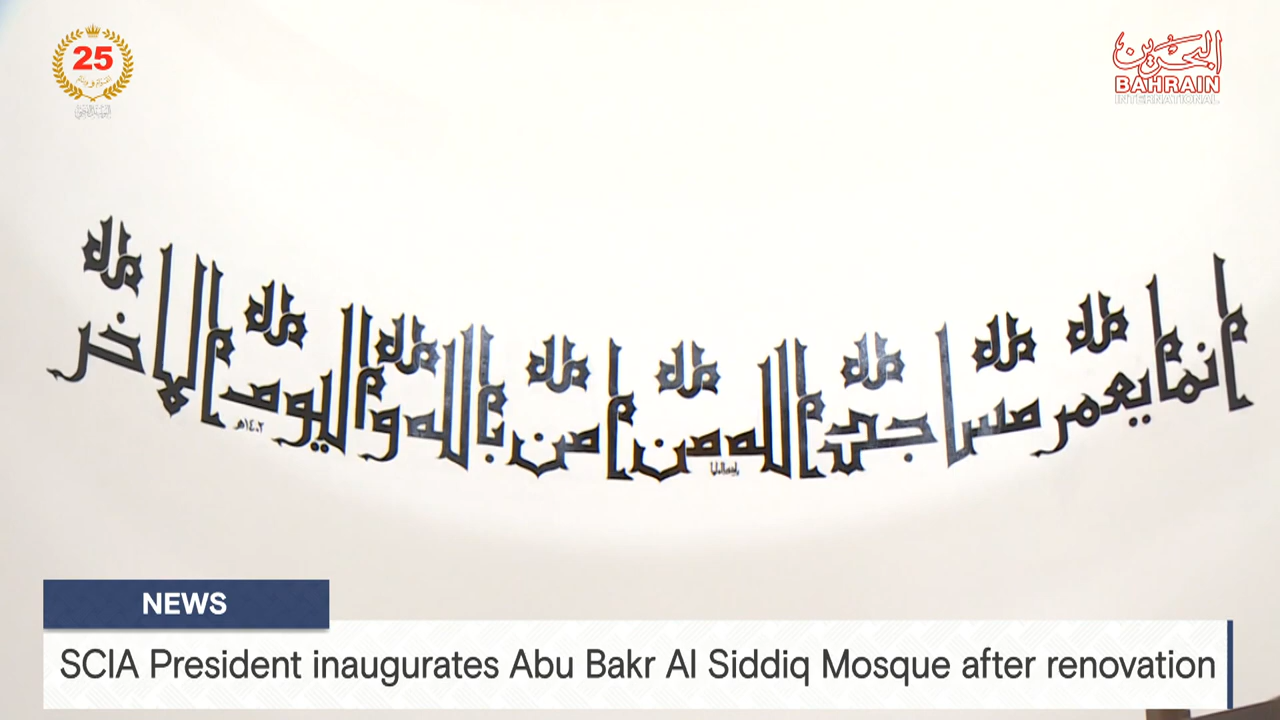 25
البحرين
BAHRAIN
INTERNATIONAL
إنما يعمر مساجد الله من آمن بالله واليوم الآخر
١٤٠٢هـ
NEWS
SCIA President inaugurates Abu Bakr Al Siddiq Mosque after renovation